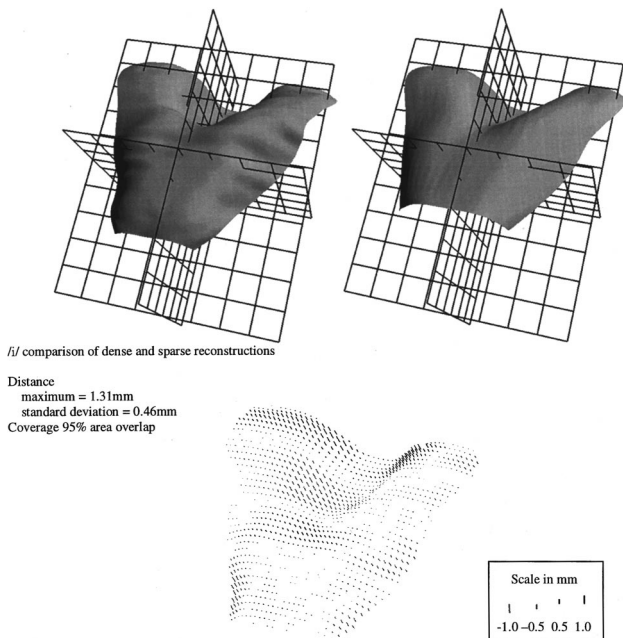 /i/ comparison of dense and sparse reconstructions
Distance
maximum = 1.31mm
standard deviation = 0.46mm
Coverage 95% area overlap
Scale in mm
-1.0 –0.5 0.5 1.0